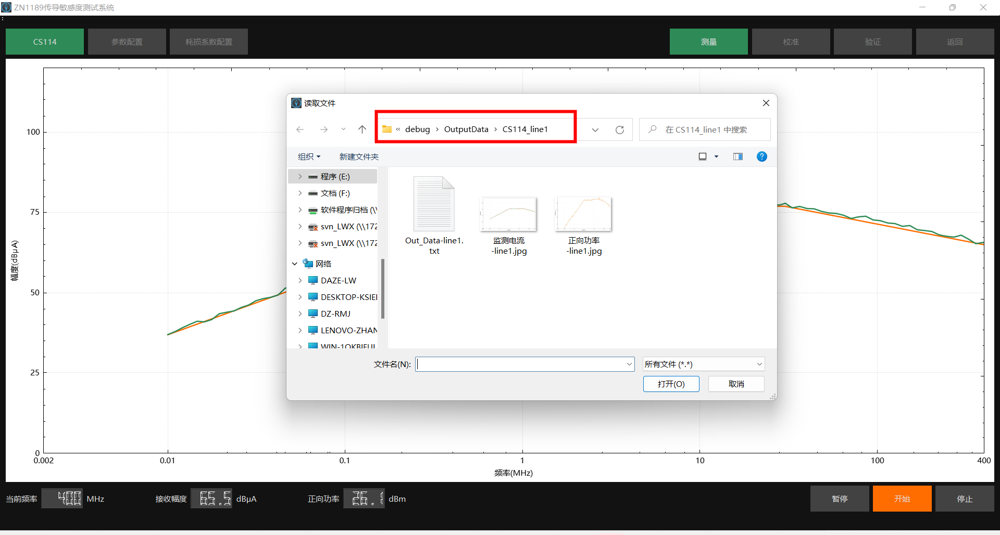 ZN1189传导敏感度测试系统
:
CS114
参数配置
耗损系数配置
测量
校准
验证
返回
读取文件
« debug › OutputData › CS114_line1
在 CS114_line1 中搜索
组织
新建文件夹
?
程序 (E:)
文档 (F:)
软件程序归档 (\\
svn_LWX (\\172
svn_LWX (\\172
网络
DAZE-LW
DESKTOP-KSIE
DZ-RMJ
LENOVO-ZHAN
Out_Data-line1.
txt
监测电流
-line1.jpg
正向功率
-line1.jpg
文件名(N):
所有文件 (*.*)
打开(O)
取消
幅度(dBμA)
100
75
50
25
0
0.002
0.01
0.1
1
10
100
400
频率(MHz)
当前频率 400 MHz
接收幅度 65.5 dBμA
正向功率 26. dBm
暂停
开始
停止